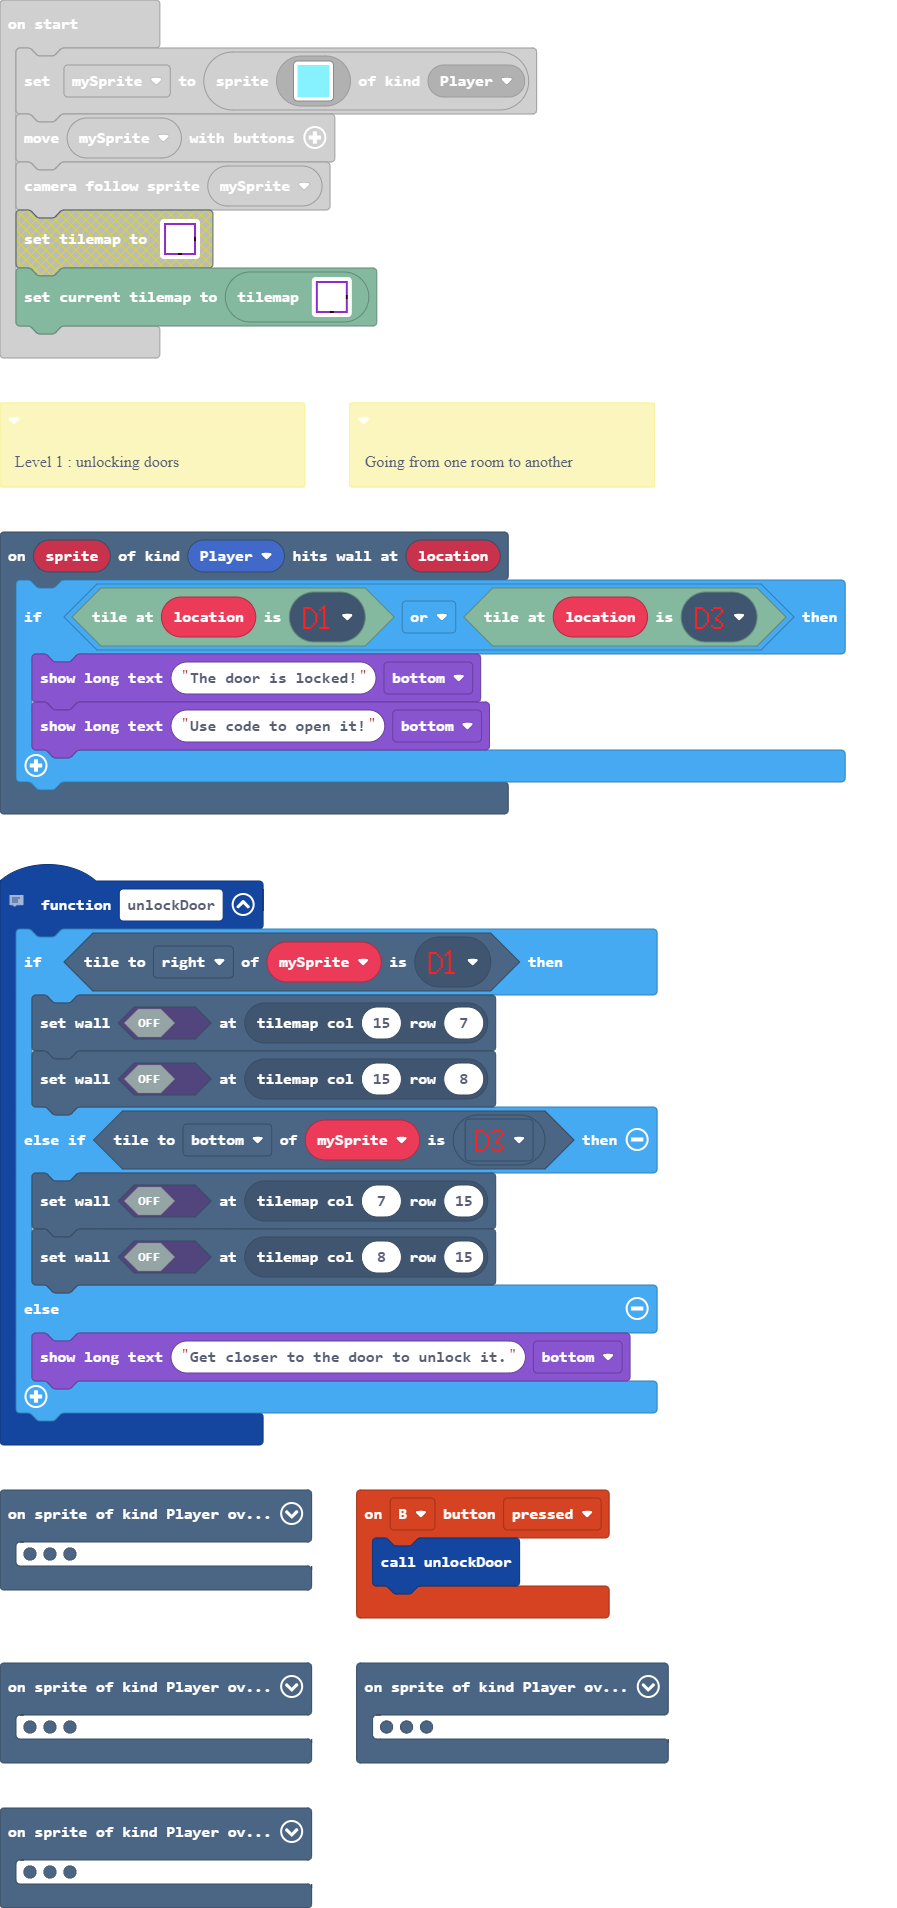 on start
set mySprite to sprite of kind Player
move mySprite with buttons
camera follow sprite mySprite
set tilemap to
set current tilemap to tilemap
Level 1 : unlocking doors
Going from one room to another
on sprite of kind Player hits wall at location
if tile at location is D1 or tile at location is D3 then
show long text "The door is locked!" bottom
show long text "Use code to open it!" bottom
function unlockDoor
if tile to right of mySprite is D1 then
set wall OFF at tilemap col 15 row 7
set wall OFF at tilemap col 15 row 8
else if tile to bottom of mySprite is D3 then
set wall OFF at tilemap col 7 row 15
set wall OFF at tilemap col 8 row 15
else
show long text "Get closer to the door to unlock it." bottom
on sprite of kind Player ov...
on B button pressed
call unlockDoor
on sprite of kind Player ov...
on sprite of kind Player ov...
on sprite of kind Player ov...